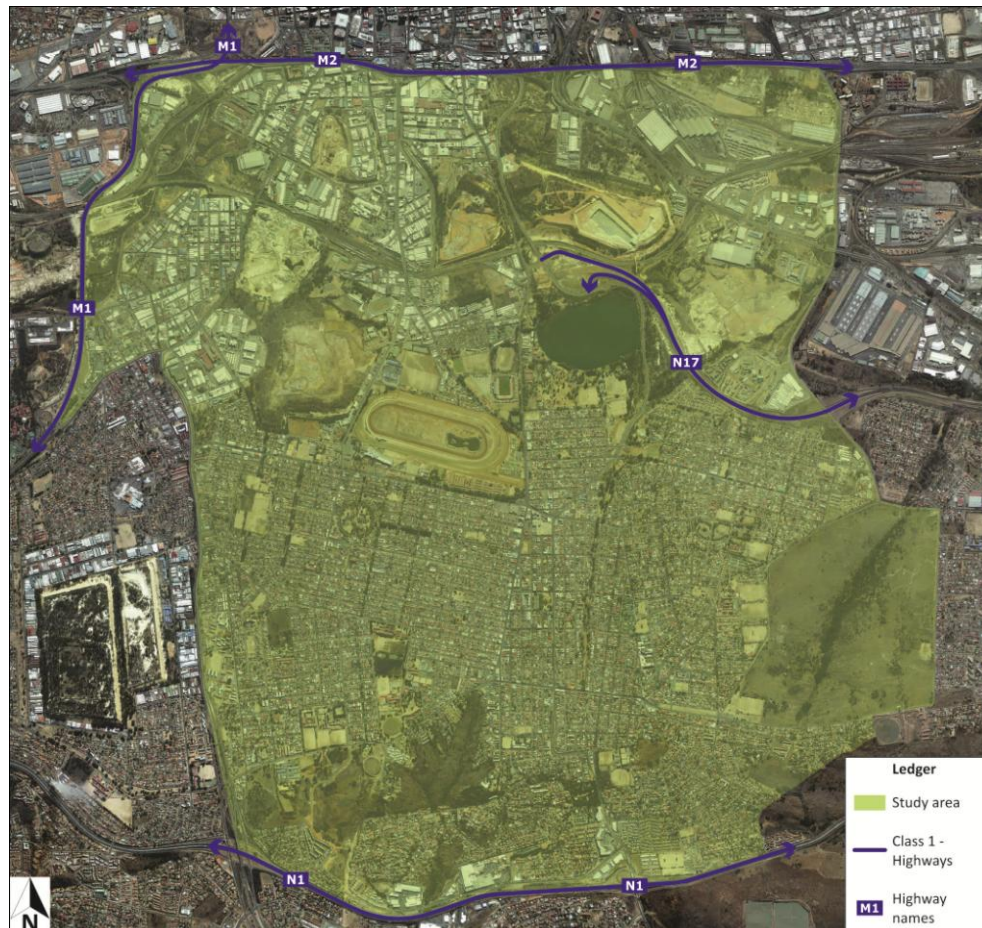 M1
M2
M2
M1
N17
N1
N1
Ledger
Study area
Class 1 -
Highways
M1
Highway
names
N